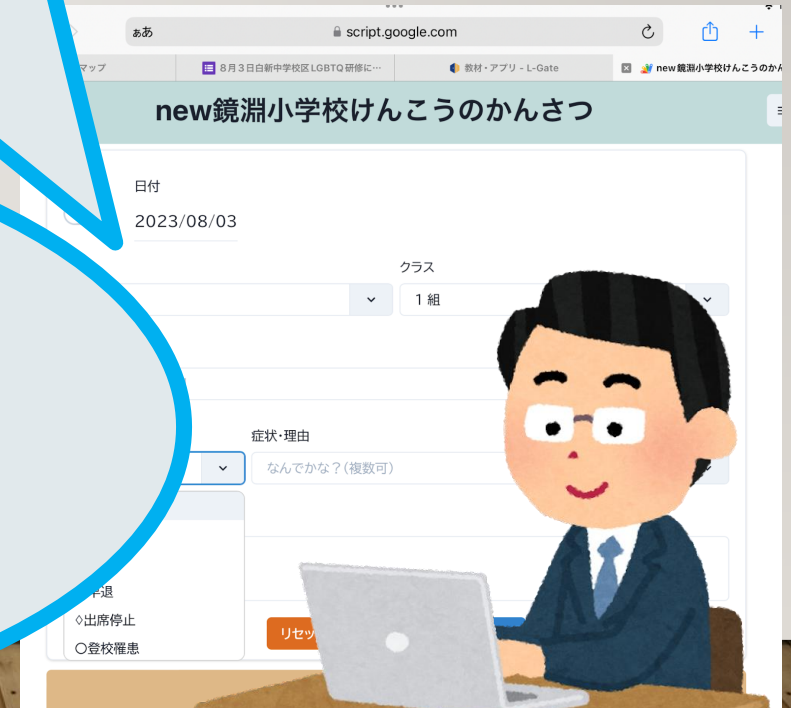 ああ
script.google.com
マップ
8月3日白新中学校区LGBTQ研修に…
教材・アプリ - L-Gate
new鏡淵小学校けんこうのかん
new鏡淵小学校けんこうのかんさつ
日付
2023/08/03
クラス
1組
症状・理由
なんでかな?(複数可)
早退
◊出席停止
○登校罹患
リセッ